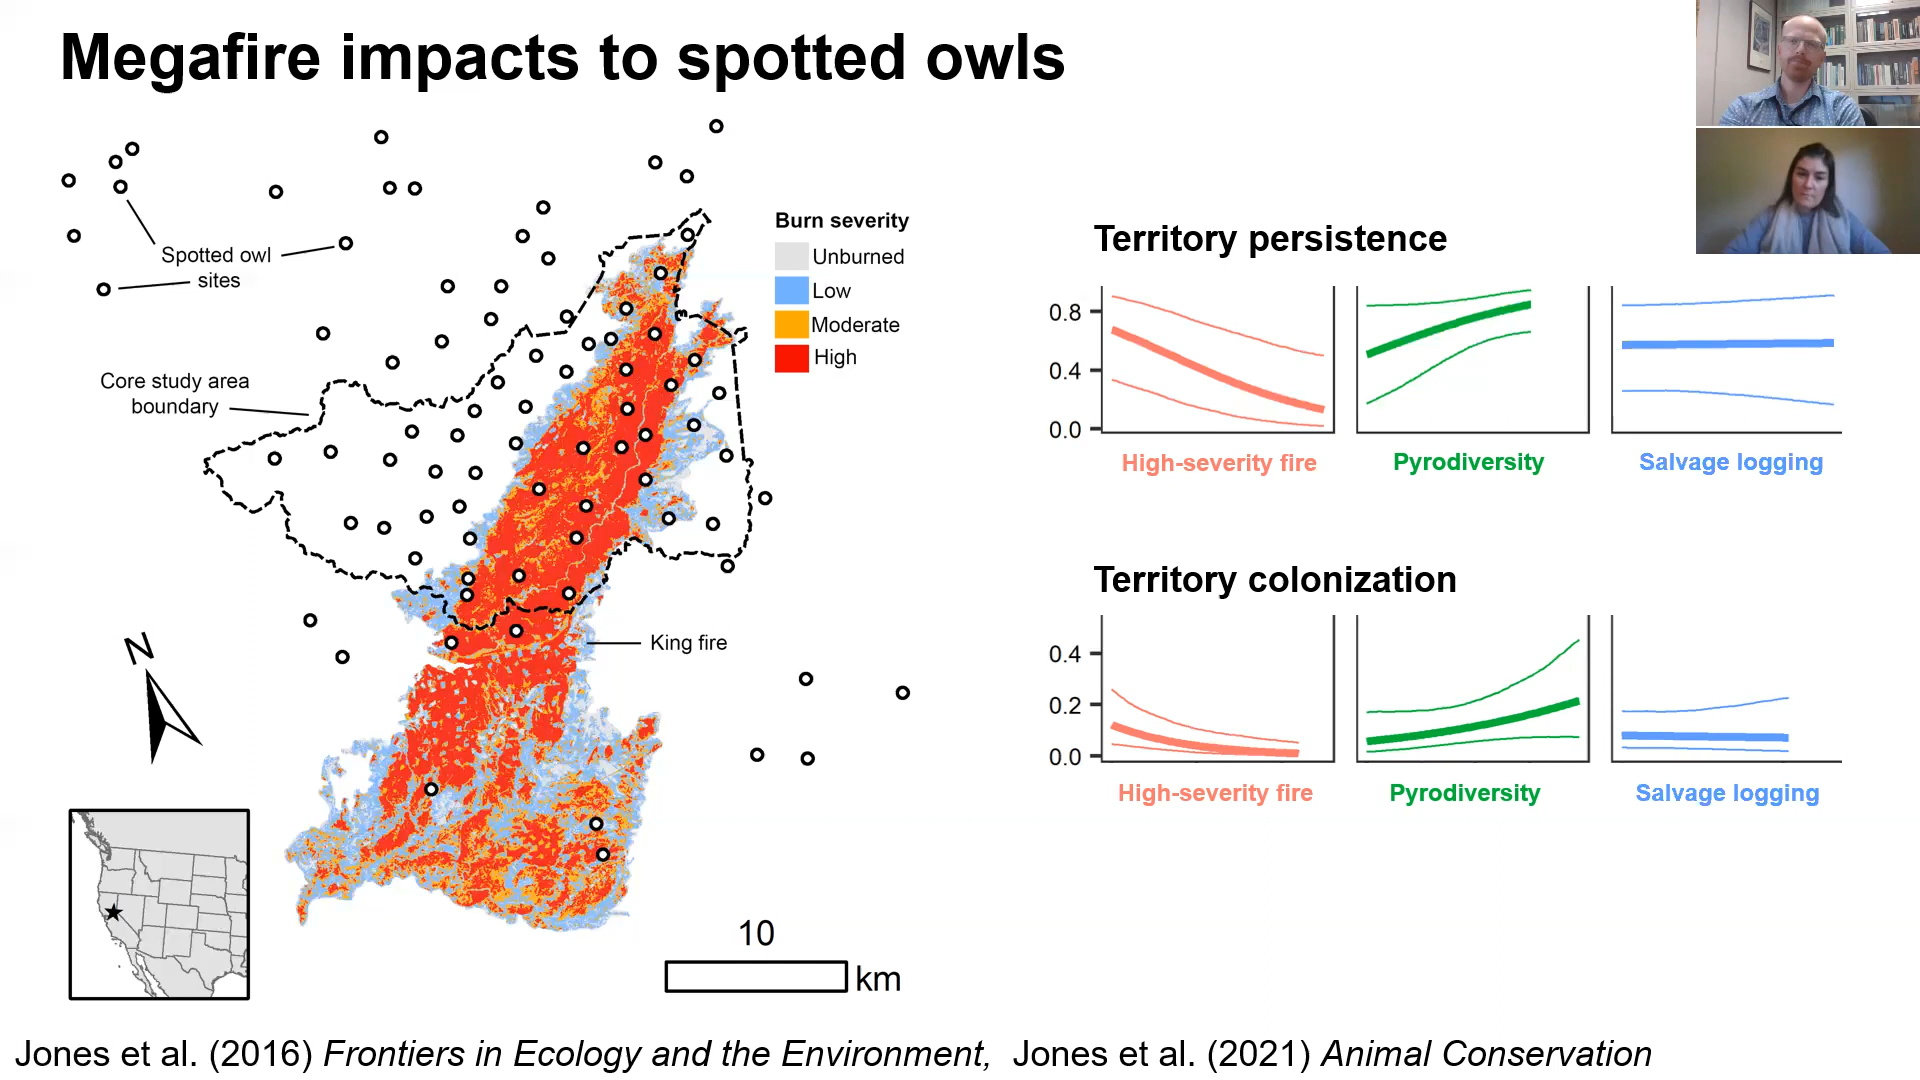 Megafire impacts to spotted owls
Spotted owl
sites
Core study area
boundary
Burn severity
Unburned
Low
Moderate
High
King fire
N
10
km
Territory persistence
0.8
0.4
0.0
High-severity fire
Pyrodiversity
Salvage logging
Territory colonization
0.4
0.2
0.0
High-severity fire
Pyrodiversity
Salvage logging
Jones et al. (2016) Frontiers in Ecology and the Environment, Jones et al. (2021) Animal Conservation